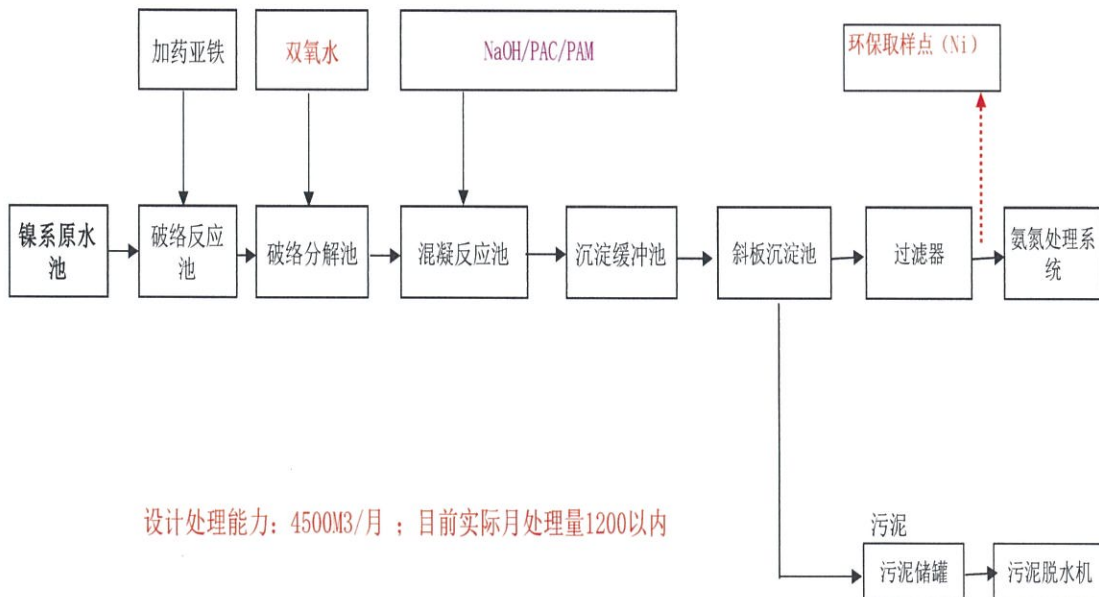 加药亚铁
双氧水
NaOH/PAC/PAM
环保取样点（Ni）
镍系原水
池
破络反应
池
破络分解池
混凝反应池
沉淀缓冲池
斜板沉淀池
过滤器
氨氮处理系
统
设计处理能力：4500M3/月 ；目前实际月处理量1200以内
污泥
污泥储罐
污泥脱水机